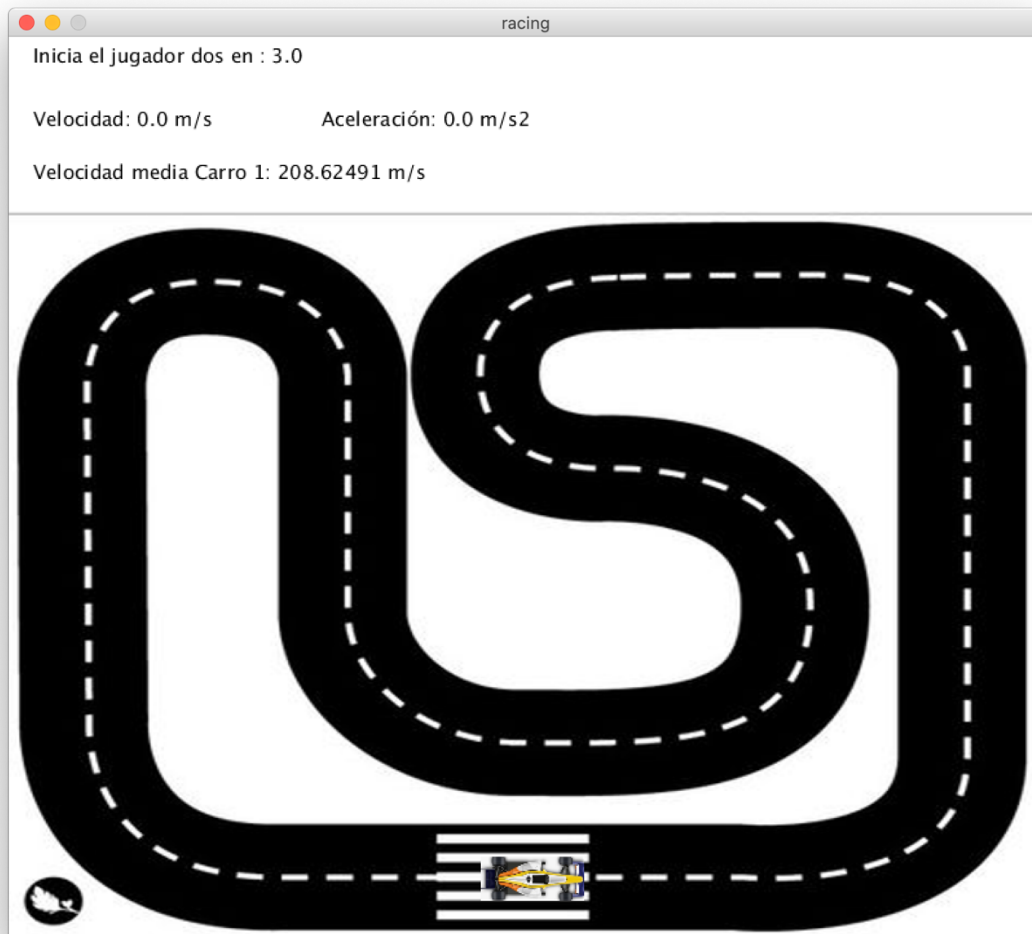 racing
Inicia el jugador dos en : 3.0
Velocidad: 0.0 m/s Aceleración: 0.0 m/s2
Velocidad media Carro 1: 208.62491 m/s